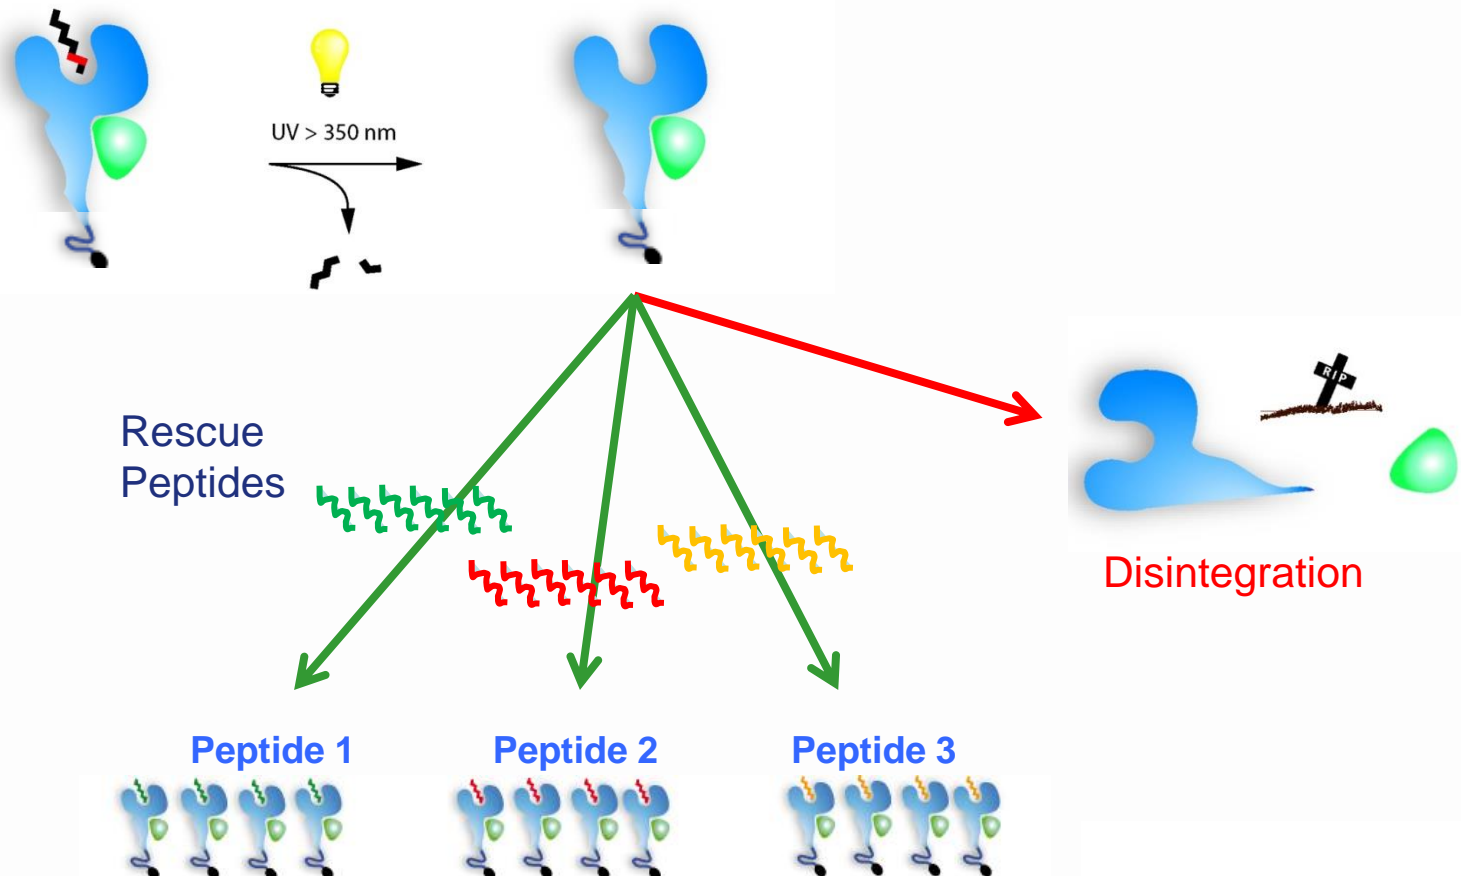 UV > 350 nm
RIP
Rescue
Peptides
Disintegration
Peptide 1
Peptide 2
Peptide 3